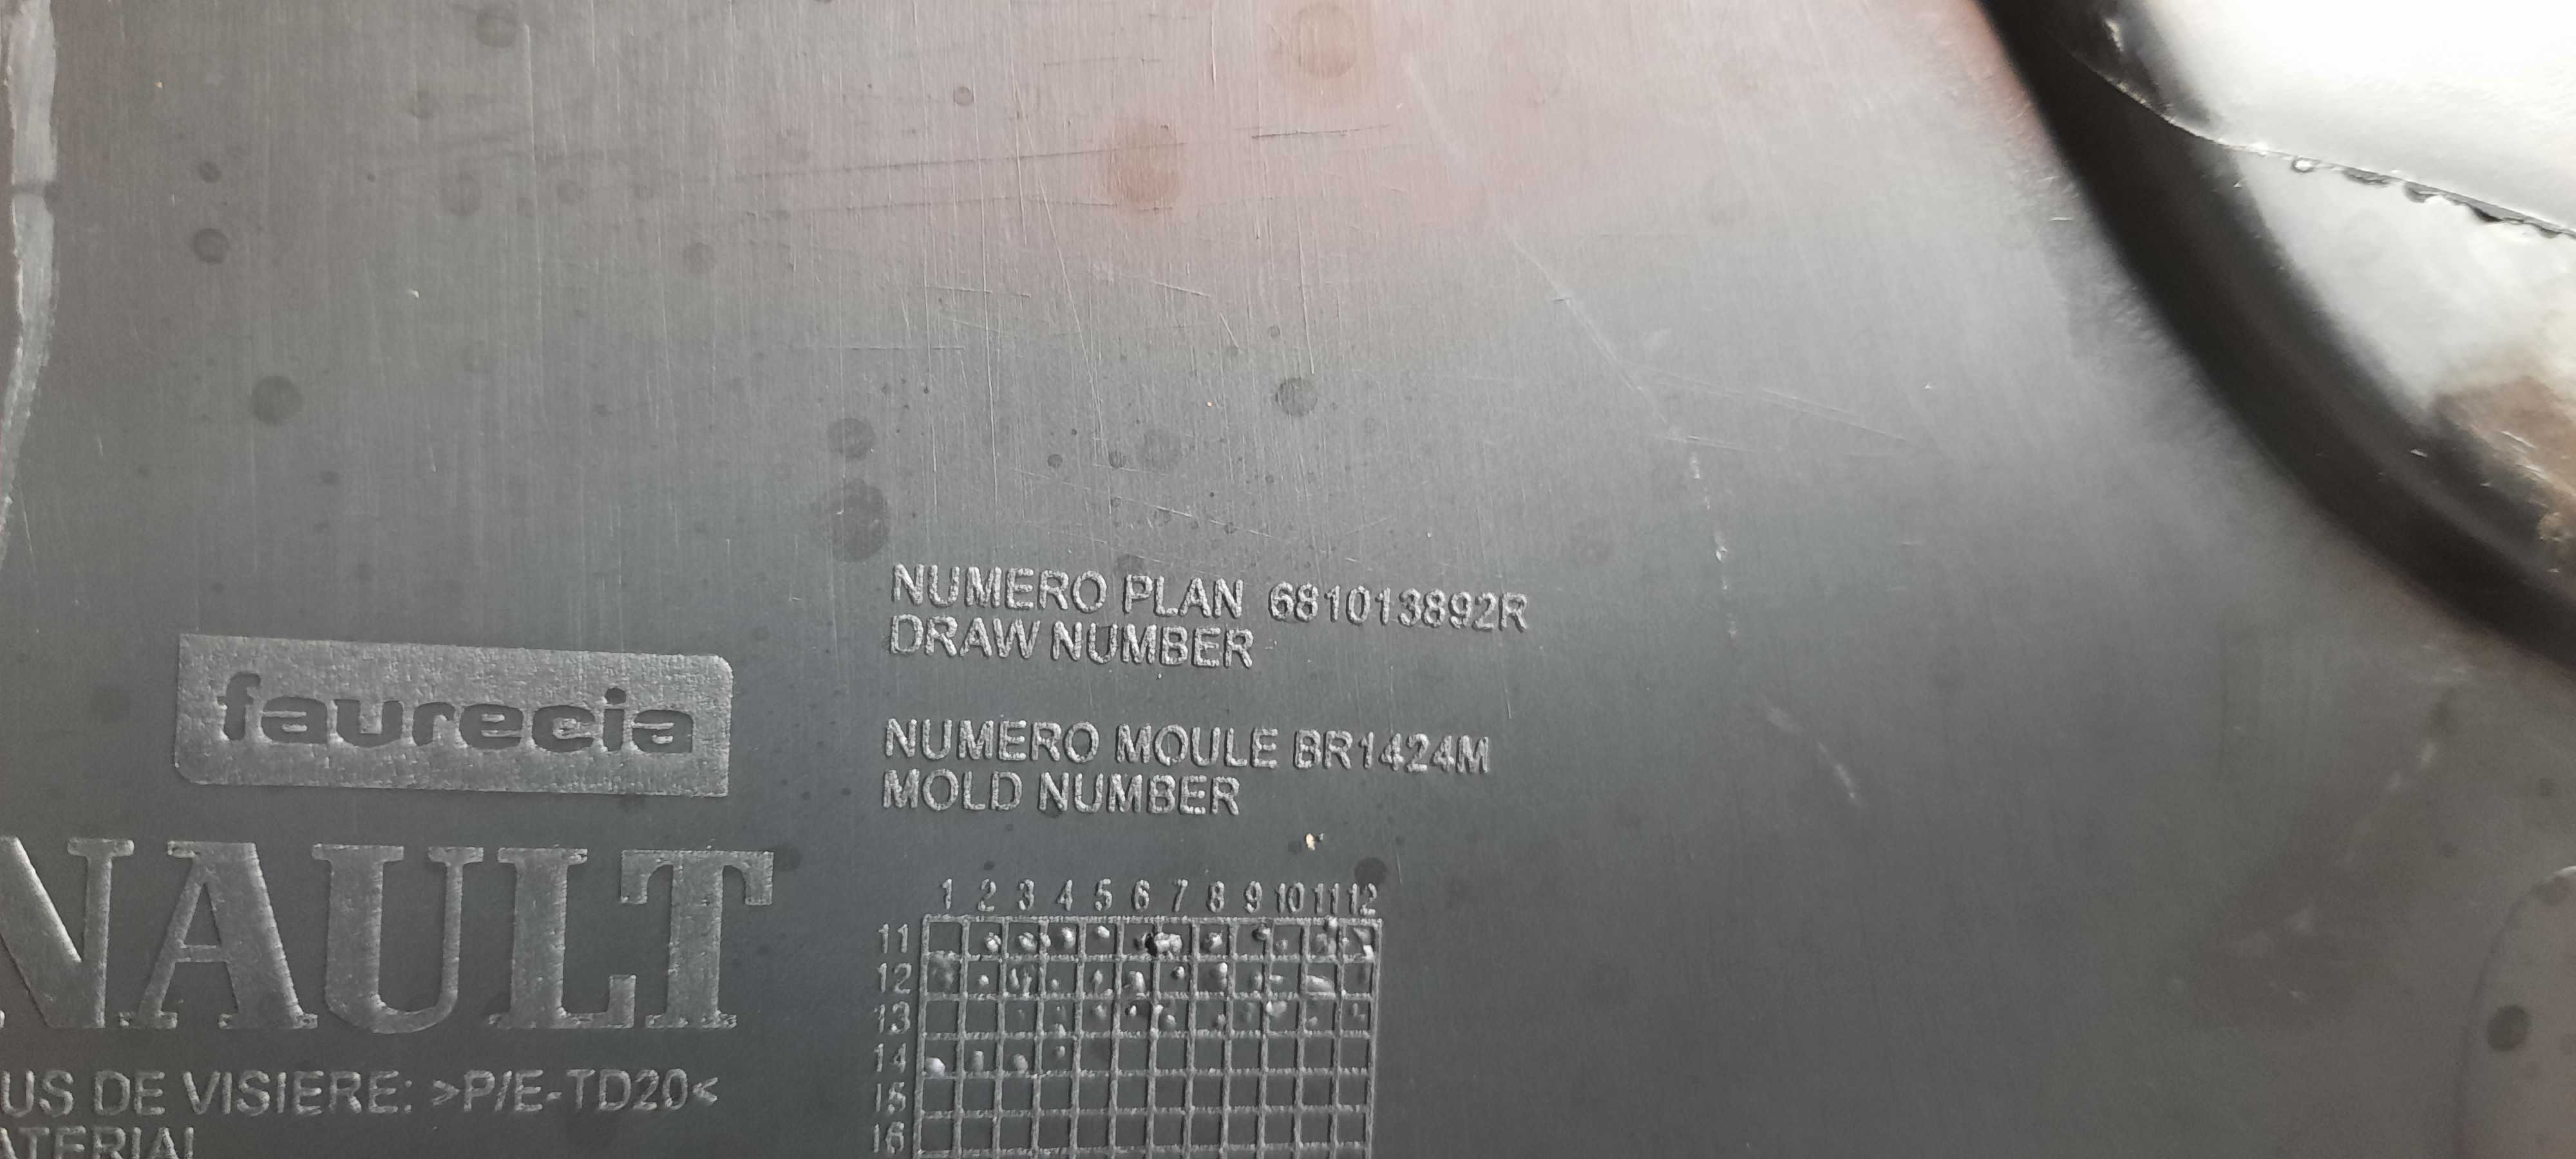 NUMERO PLAN 681013892R
DRAW NUMBER
faurecia
NUMERO MOULE BR1424M
MOLD NUMBER
NAULT
1 2 3 4 5 6 7 8 9 10 11 12
11
12
13
14
15
16
US DE VISIERE: >P/E-TD20<
ATERIAL